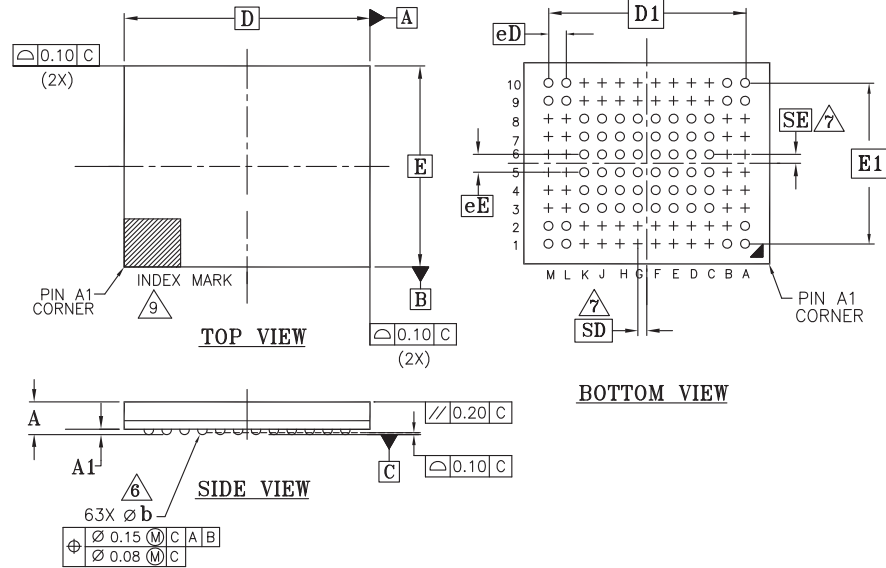 D
A
⌓ 0.10 C
(2X)
E
INDEX MARK
9
PIN A1
CORNER
B
TOP VIEW
⌓ 0.10 C
(2X)
D1
eD
10
9
8
7
6
5
4
3
2
1
SE 7
E1
eE
M L K J H G F E D C B A
7
SD
PIN A1
CORNER
BOTTOM VIEW
A
A1
// 0.20 C
C
⌓ 0.10 C
6
SIDE VIEW
63X Ø b
⌖ Ø 0.15 Ⓜ C A B
Ø 0.08 Ⓜ C